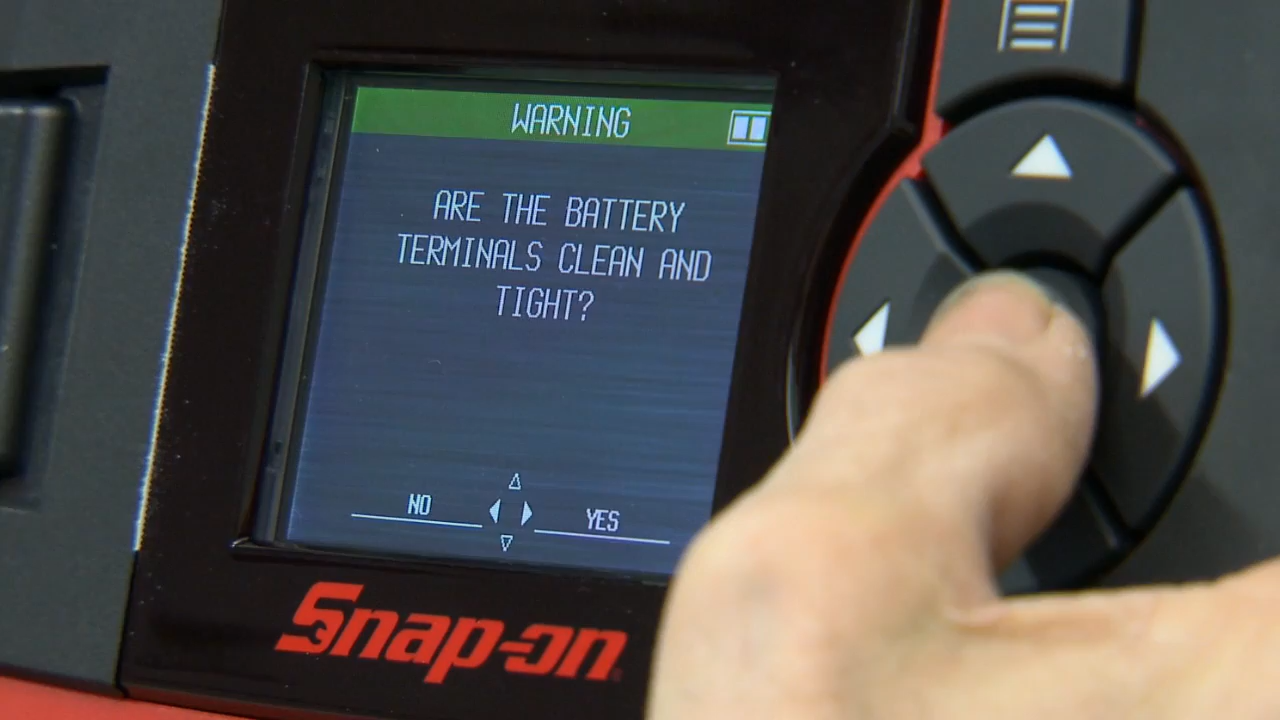 WARNING
ARE THE BATTERY
TERMINALS CLEAN AND
TIGHT?
NO
YES
Snap-on